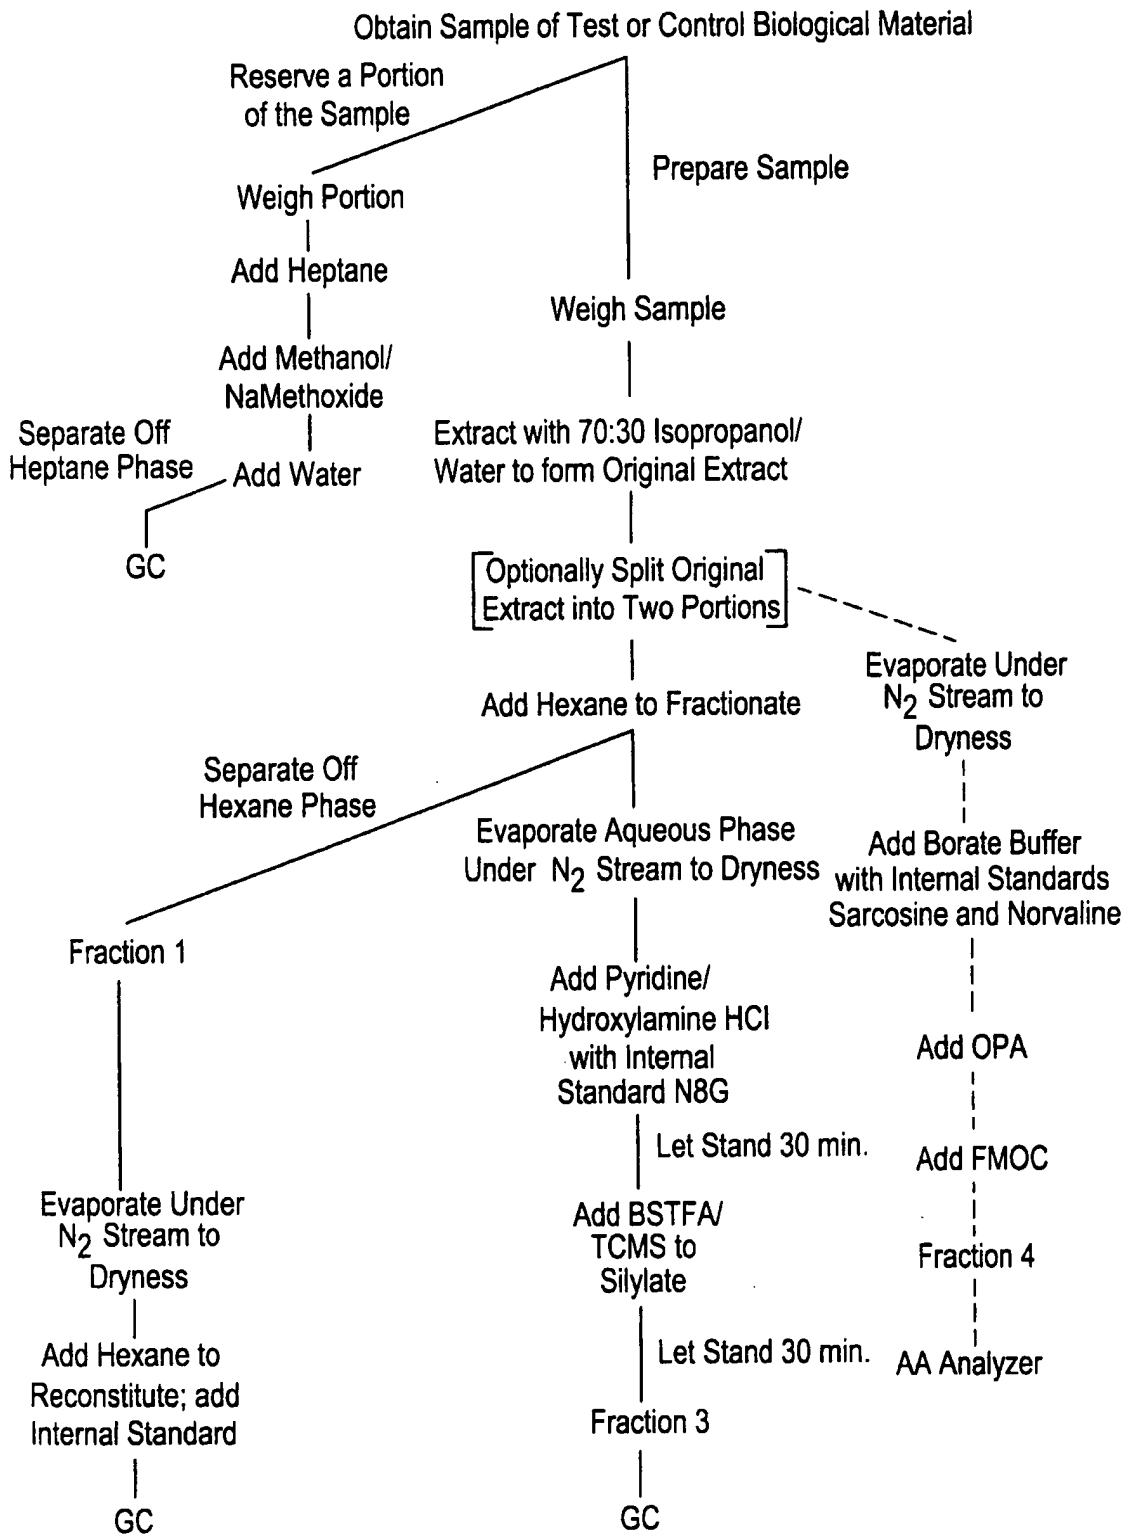 Obtain Sample of Test or Control Biological Material
Reserve a Portion
of the Sample
Prepare Sample
Weigh Portion
Add Heptane
Weigh Sample
Add Methanol/
NaMethoxide
Separate Off
Heptane Phase
Add Water
GC
Extract with 70:30 Isopropanol/
Water to form Original Extract
Optionally Split Original
Extract into Two Portions
Add Hexane to Fractionate
Separate Off
Hexane Phase
Fraction 1
Evaporate Under
N2 Stream to
Dryness
Add Hexane to
Reconstitute; add
Internal Standard
GC
Evaporate Aqueous Phase
Under N2 Stream to Dryness
Add Pyridine/
Hydroxylamine HCl
with Internal
Standard N8G
Let Stand 30 min.
Add BSTFA/
TCMS to
Silylate
Let Stand 30 min.
Fraction 3
GC
Evaporate Under
N2 Stream to
Dryness
Add Borate Buffer
with Internal Standards
Sarcosine and Norvaline
Add OPA
Add FMOC
Fraction 4
AA Analyzer